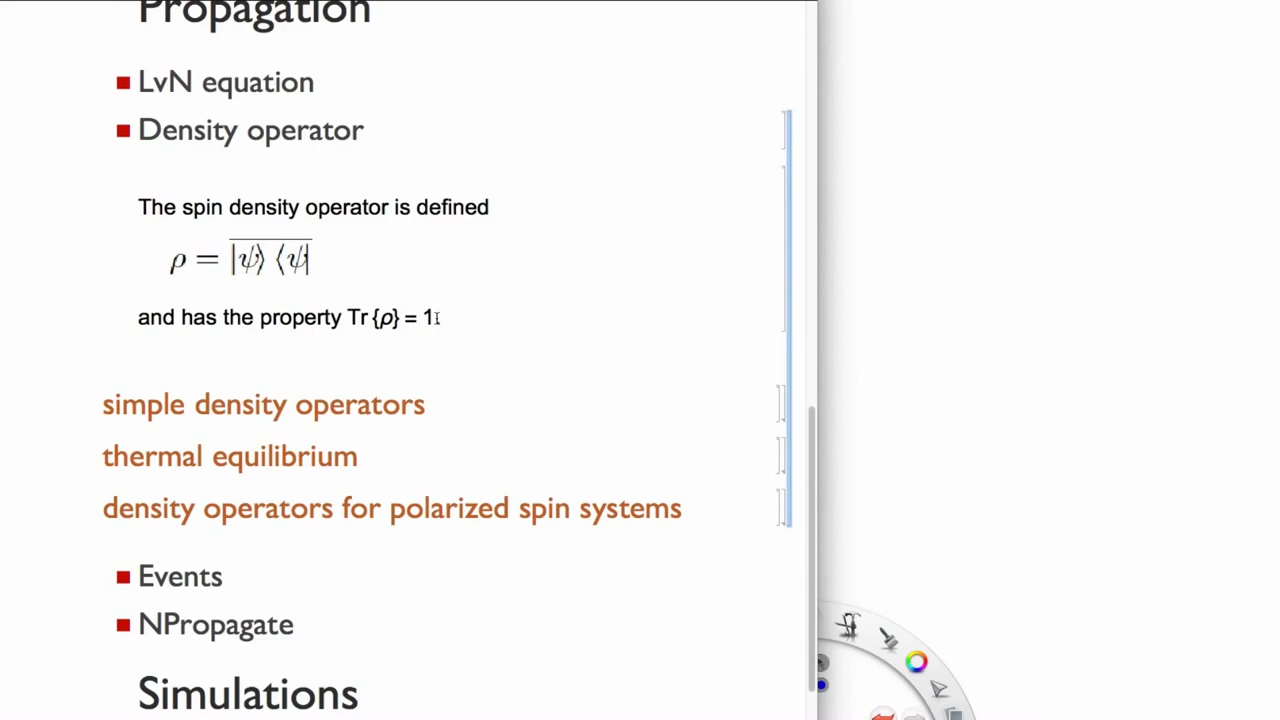 Propagation
LvN equation
Density operator
The spin density operator is defined
ρ = |ψ⟩ ⟨ψ|
and has the property Tr {ρ} = 1
simple density operators
thermal equilibrium
density operators for polarized spin systems
Events
NPropagate
Simulations